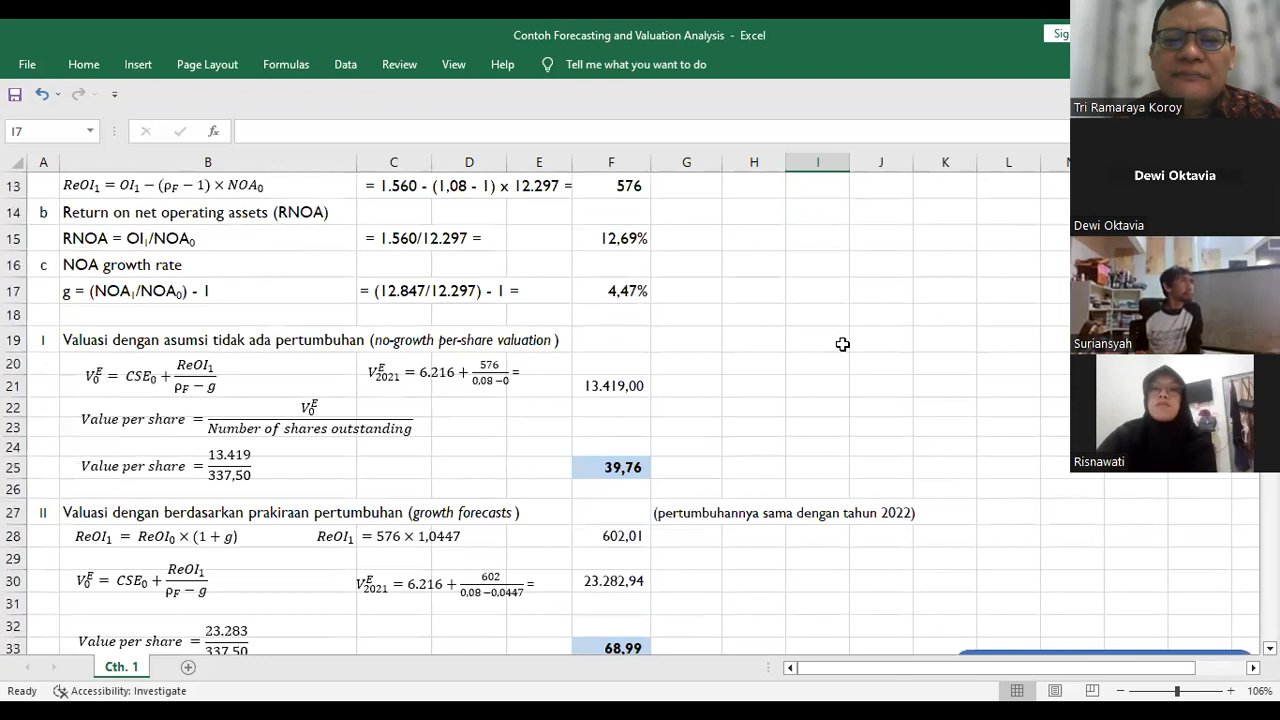 Contoh Forecasting and Valuation Analysis - Excel
Sig
File Home Insert Page Layout Formulas Data Review View Help Tell me what you want to do
I7 fx
A B C D E F G H I J K L M
13 ReOI₁ = OI₁ − (ρF − 1) × NOA₀ = 1.560 - (1,08 - 1) x 12.297 = 576
14 b Return on net operating assets (RNOA)
15 RNOA = OI₁/NOA₀ = 1.560/12.297 = 12,69%
16 c NOA growth rate
17 g = (NOA₁/NOA₀) - 1 = (12.847/12.297) - 1 = 4,47%
18
19 I Valuasi dengan asumsi tidak ada pertumbuhan (no-growth per-share valuation )
20 V₀ᴱ = CSE₀ + ReOI₁/(ρF − g) Vᴱ₂₀₂₁ = 6.216 + 576/(0,08 −0) =
21 13.419,00
22 Value per share = V₀ᴱ
23 Number of shares outstanding
24
25 Value per share = 13.419/337,50 39,76
26
27 II Valuasi dengan berdasarkan prakiraan pertumbuhan (growth forecasts ) (pertumbuhannya sama dengan tahun 2022)
28 ReOI₁ = ReOI₀ × (1 + g) ReOI₁ = 576 × 1,0447 602,01
29
30 V₀ᴱ = CSE₀ + ReOI₁/(ρF − g) Vᴱ₂₀₂₁ = 6.216 + 602/(0,08 −0,0447) = 23.282,94
31
32
33 Value per share = 23.283/337,50 68,99
Cth. 1
Ready Accessibility: Investigate 106%
Tri Ramaraya Koroy
Dewi Oktavia
Dewi Oktavia
Suriansyah
Risnawati